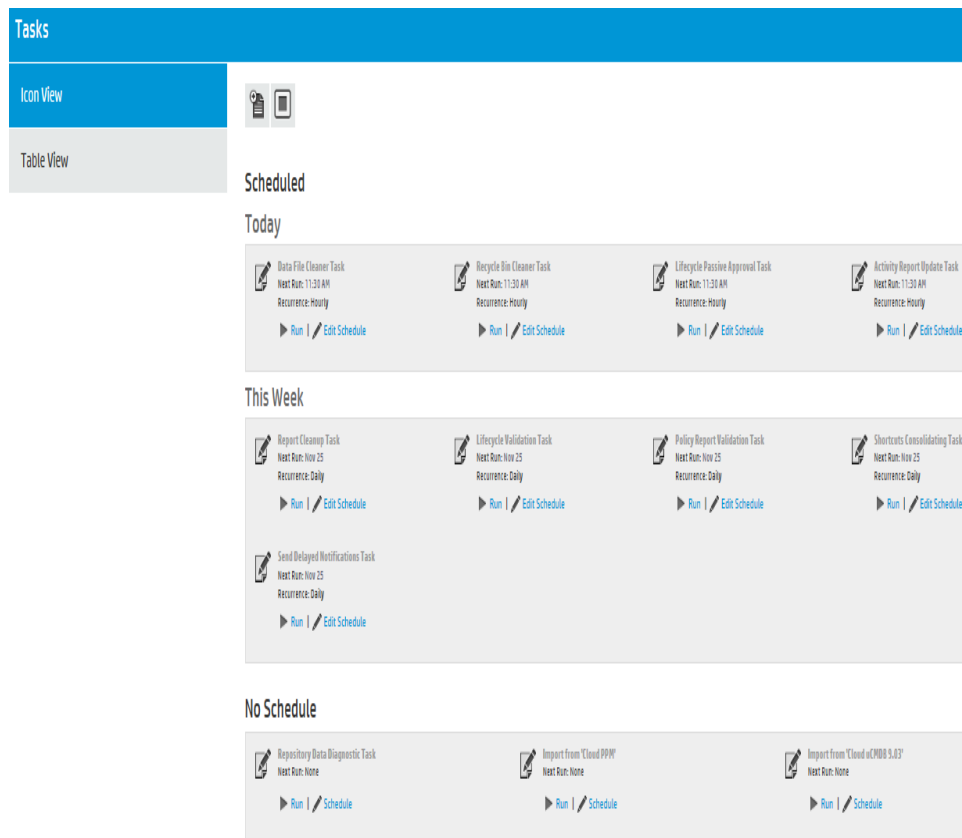 Tasks
Icon View
Table View
Scheduled
Today
Data File Cleaner Task
Next Run: 11:30 AM
Recurrence: Hourly
Run | Edit Schedule
Recycle Bin Cleaner Task
Next Run: 11:30 AM
Recurrence: Hourly
Run | Edit Schedule
Lifecycle Passive Approval Task
Next Run: 11:30 AM
Recurrence: Hourly
Run | Edit Schedule
Activity Report Update Task
Next Run: 11:30 AM
Recurrence: Hourly
Run | Edit Schedule
This Week
Report Cleanup Task
Next Run: Nov 25
Recurrence: Daily
Run | Edit Schedule
Lifecycle Validation Task
Next Run: Nov 25
Recurrence: Daily
Run | Edit Schedule
Policy Report Validation Task
Next Run: Nov 25
Recurrence: Daily
Run | Edit Schedule
Shortcuts Consolidating Task
Next Run: Nov 25
Recurrence: Daily
Run | Edit Schedule
Send Delayed Notifications Task
Next Run: Nov 25
Recurrence: Daily
Run | Edit Schedule
No Schedule
Repository Data Diagnostic Task
Next Run: None
Run | Schedule
Import from 'Cloud PPM'
Next Run: None
Run | Schedule
Import from 'Cloud uCMDB 9.03'
Next Run: None
Run | Schedule